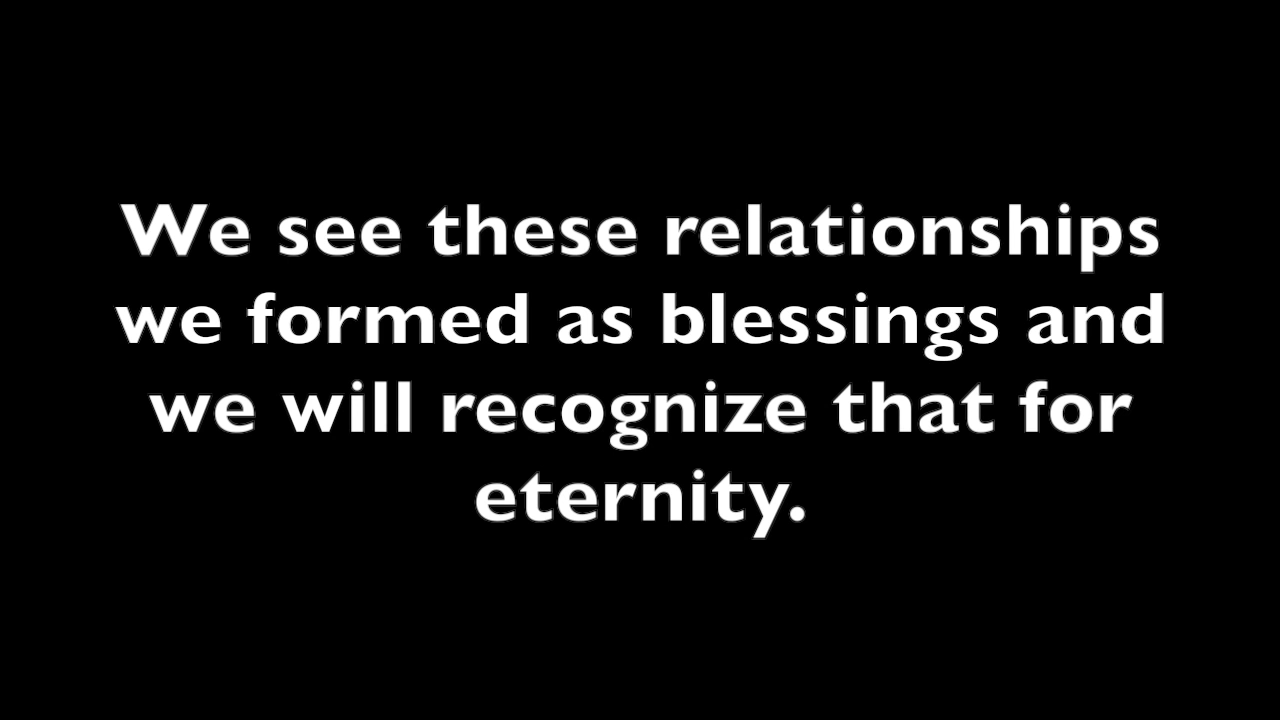 We see these relationships
we formed as blessings and
we will recognize that for
eternity.